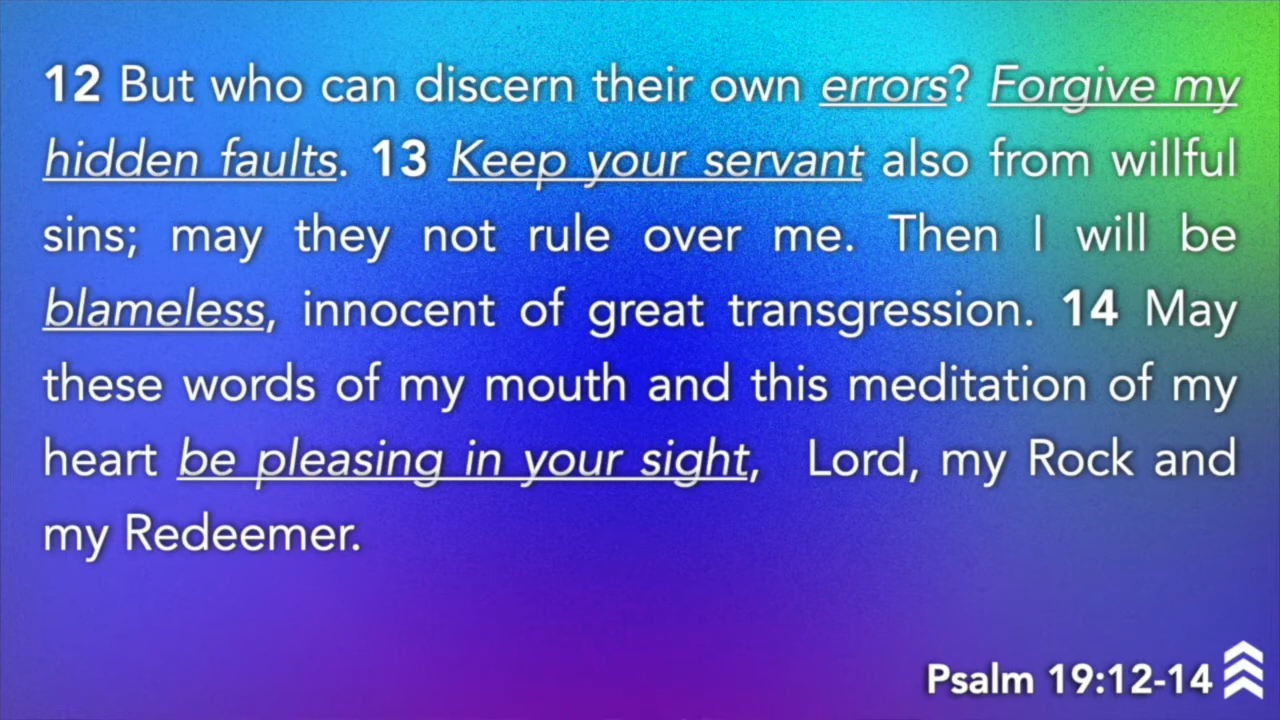 12 But who can discern their own errors? Forgive my
hidden faults. 13 Keep your servant also from willful
sins; may they not rule over me. Then I will be
blameless, innocent of great transgression. 14 May
these words of my mouth and this meditation of my
heart be pleasing in your sight, Lord, my Rock and
my Redeemer.
Psalm 19:12-14